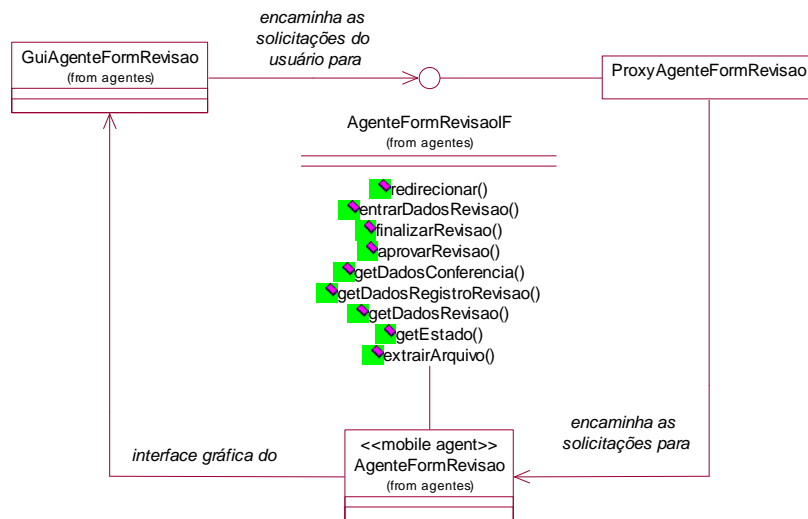 encaminha as
solicitações do
usuário para
GuiAgenteFormRevisao
(from agentes)
ProxyAgenteFormRevisao
AgenteFormRevisaoIF
(from agentes)
redirecionar()
entrarDadosRevisao()
finalizarRevisao()
aprovarRevisao()
getDadosConferencia()
getDadosRegistroRevisao()
getDadosRevisao()
getEstado()
extrairArquivo()
encaminha as
solicitações para
interface gráfica do
<<mobile agent>>
AgenteFormRevisao
(from agentes)